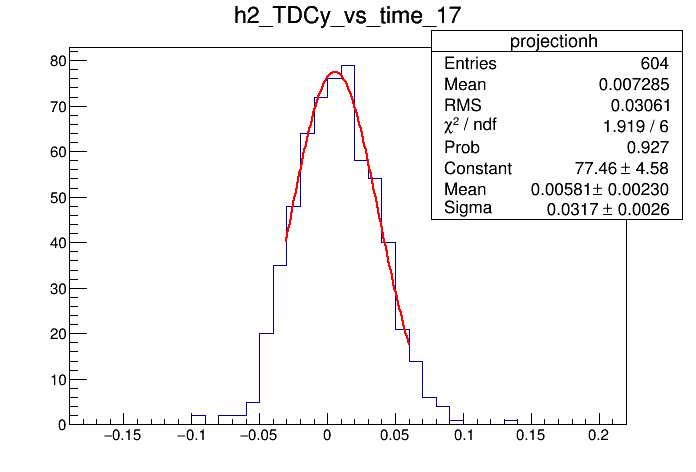 h2_TDCy_vs_time_17
projectionh
Entries 604
Mean 0.007285
RMS 0.03061
χ² / ndf 1.919 / 6
Prob 0.927
Constant 77.46 ± 4.58
Mean 0.00581± 0.00230
Sigma 0.0317 ± 0.0026
80
70
60
50
40
30
20
10
0
−0.15 −0.1 −0.05 0 0.05 0.1 0.15 0.2